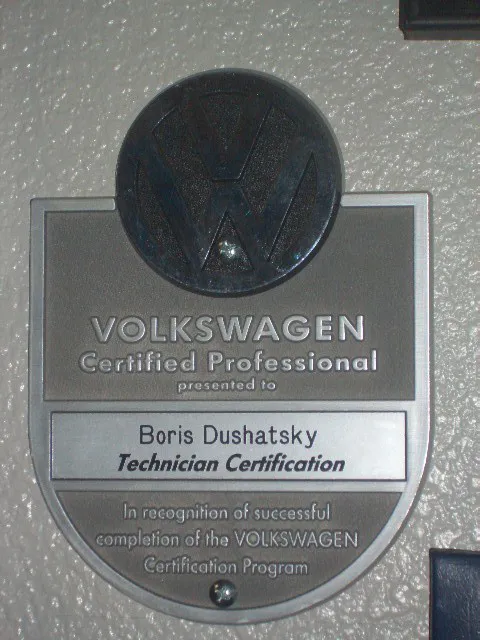 VOLKSWAGEN
Certified Professional
presented to
Boris Dushatsky
Technician Certification
In recognition of successful
completion of the VOLKSWAGEN
Certification Program